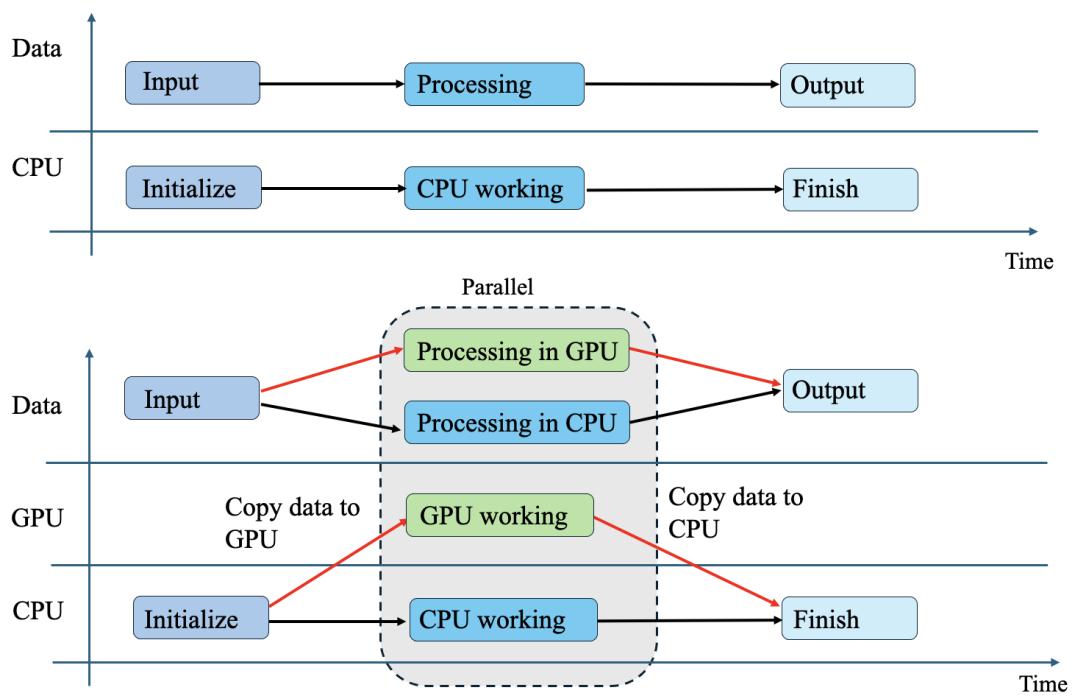 Data
Input
Processing
Output
CPU
Initialize
CPU working
Finish
Time
Parallel
Processing in GPU
Data
Input
Output
Processing in CPU
GPU
Copy data to
GPU
GPU working
Copy data to
CPU
CPU
Initialize
CPU working
Finish
Time